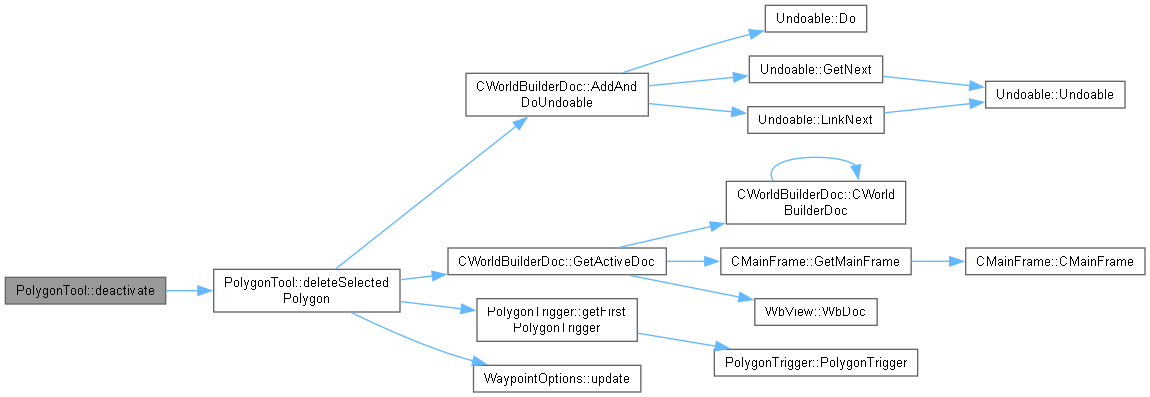 PolygonTool::deactivate
PolygonTool::deleteSelected
Polygon
CWorldBuilderDoc::AddAnd
DoUndoable
Undoable::Do
Undoable::GetNext
Undoable::LinkNext
Undoable::Undoable
CWorldBuilderDoc::GetActiveDoc
CWorldBuilderDoc::CWorld
BuilderDoc
CMainFrame::GetMainFrame
CMainFrame::CMainFrame
WbView::WbDoc
PolygonTrigger::getFirst
PolygonTrigger
PolygonTrigger::PolygonTrigger
WaypointOptions::update